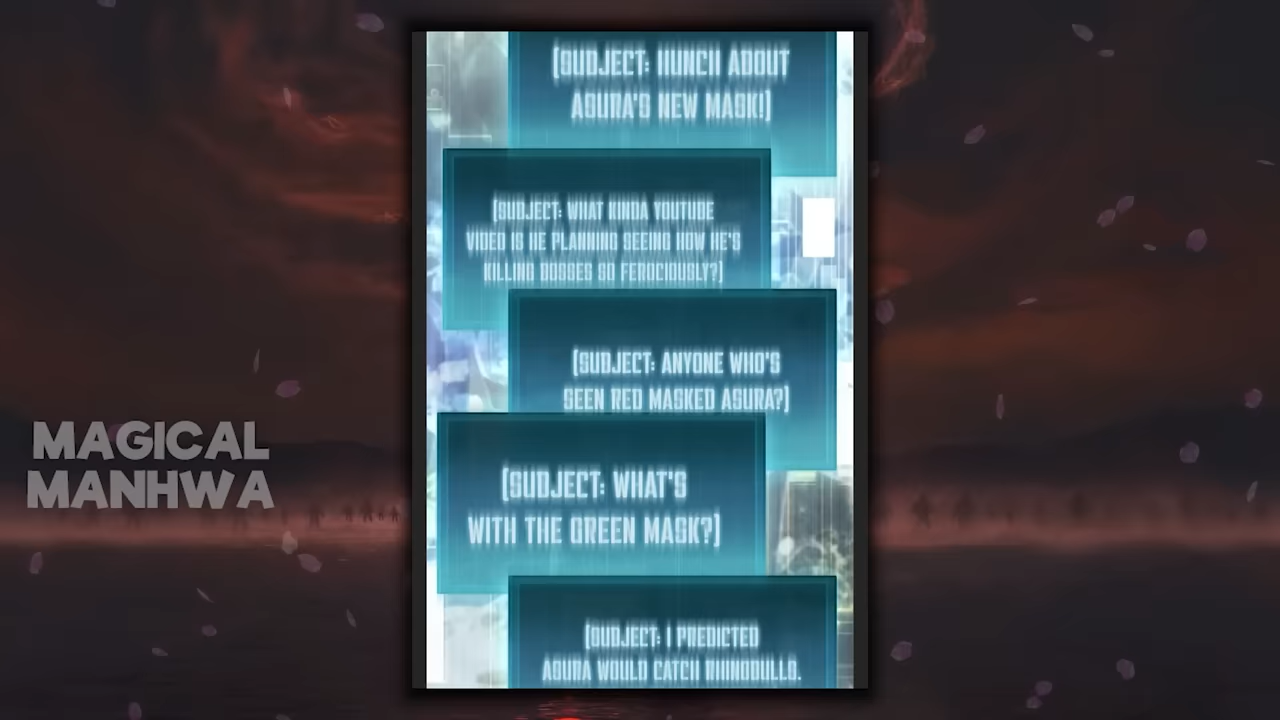 [SUBJECT: HUNCH ABOUT
ASURA'S NEW MASK!]
[SUBJECT: WHAT KINDA YOUTUBE
VIDEO IS HE PLANNING SEEING HOW HE'S
KILLING BOSSES SO FEROCIOUSLY?]
[SUBJECT: ANYONE WHO'S
SEEN RED MASKED ASURA?]
[SUBJECT: WHAT'S
WITH THE GREEN MASK?]
[SUBJECT: I PREDICTED
ASURA WOULD CATCH RHINOBULLS.
MAGICAL
MANHWA